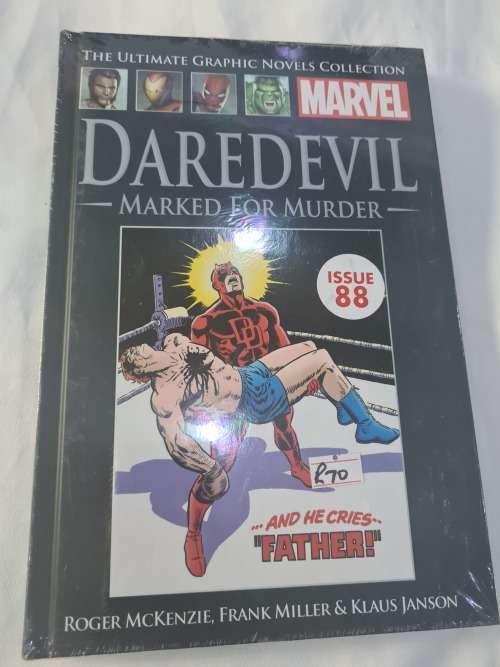 THE ULTIMATE GRAPHIC NOVELS COLLECTION
MARVEL
DAREDEVIL
MARKED FOR MURDER
ISSUE
88
DD
R70
... AND HE CRIES--
"FATHER!"
ROGER MCKENZIE, FRANK MILLER & KLAUS JANSON